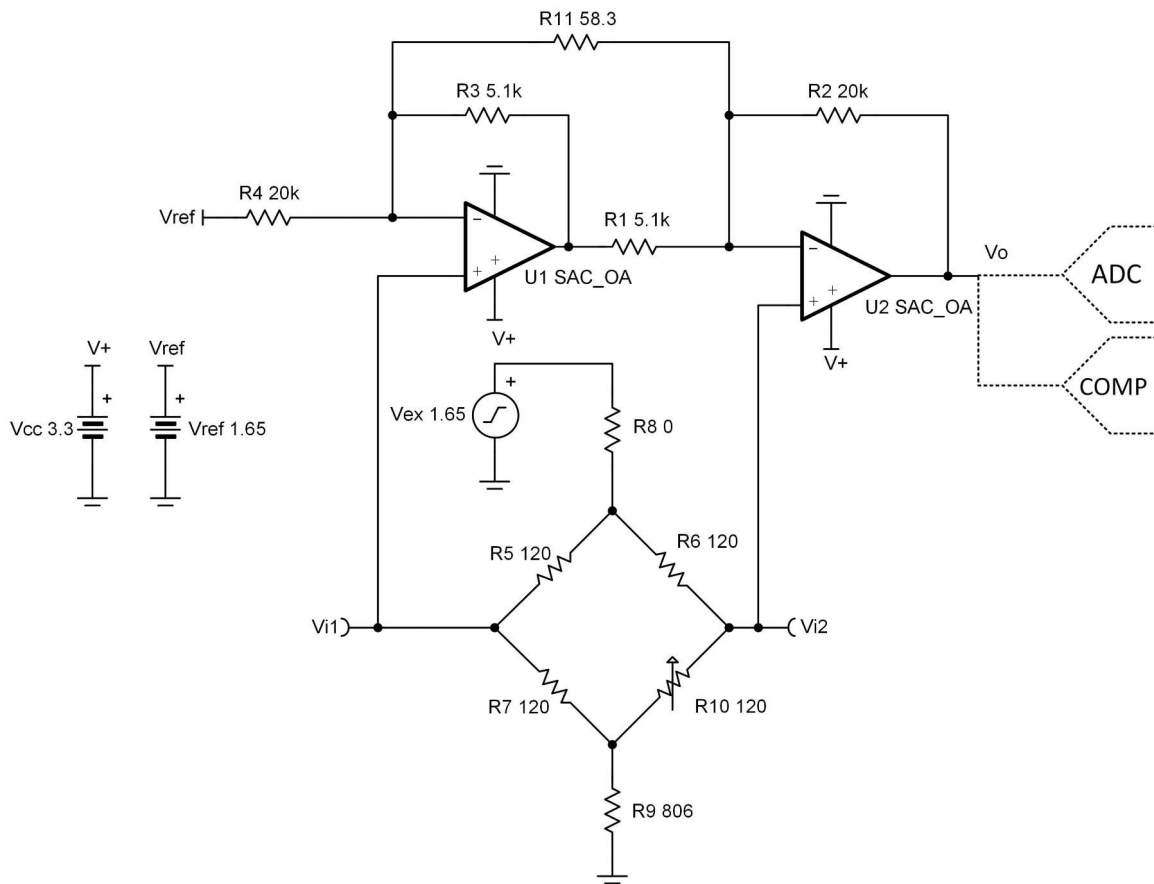 R11 58.3
R3 5.1k
R2 20k
Vref
R4 20k
R1 5.1k
U1 SAC_OA
V+
Vo
ADC
U2 SAC_OA
V+
COMP
V+
Vref
+
+
Vcc 3.3
Vref 1.65
+
Vex 1.65
R8 0
R5 120
R6 120
Vi1
Vi2
R7 120
R10 120
R9 806